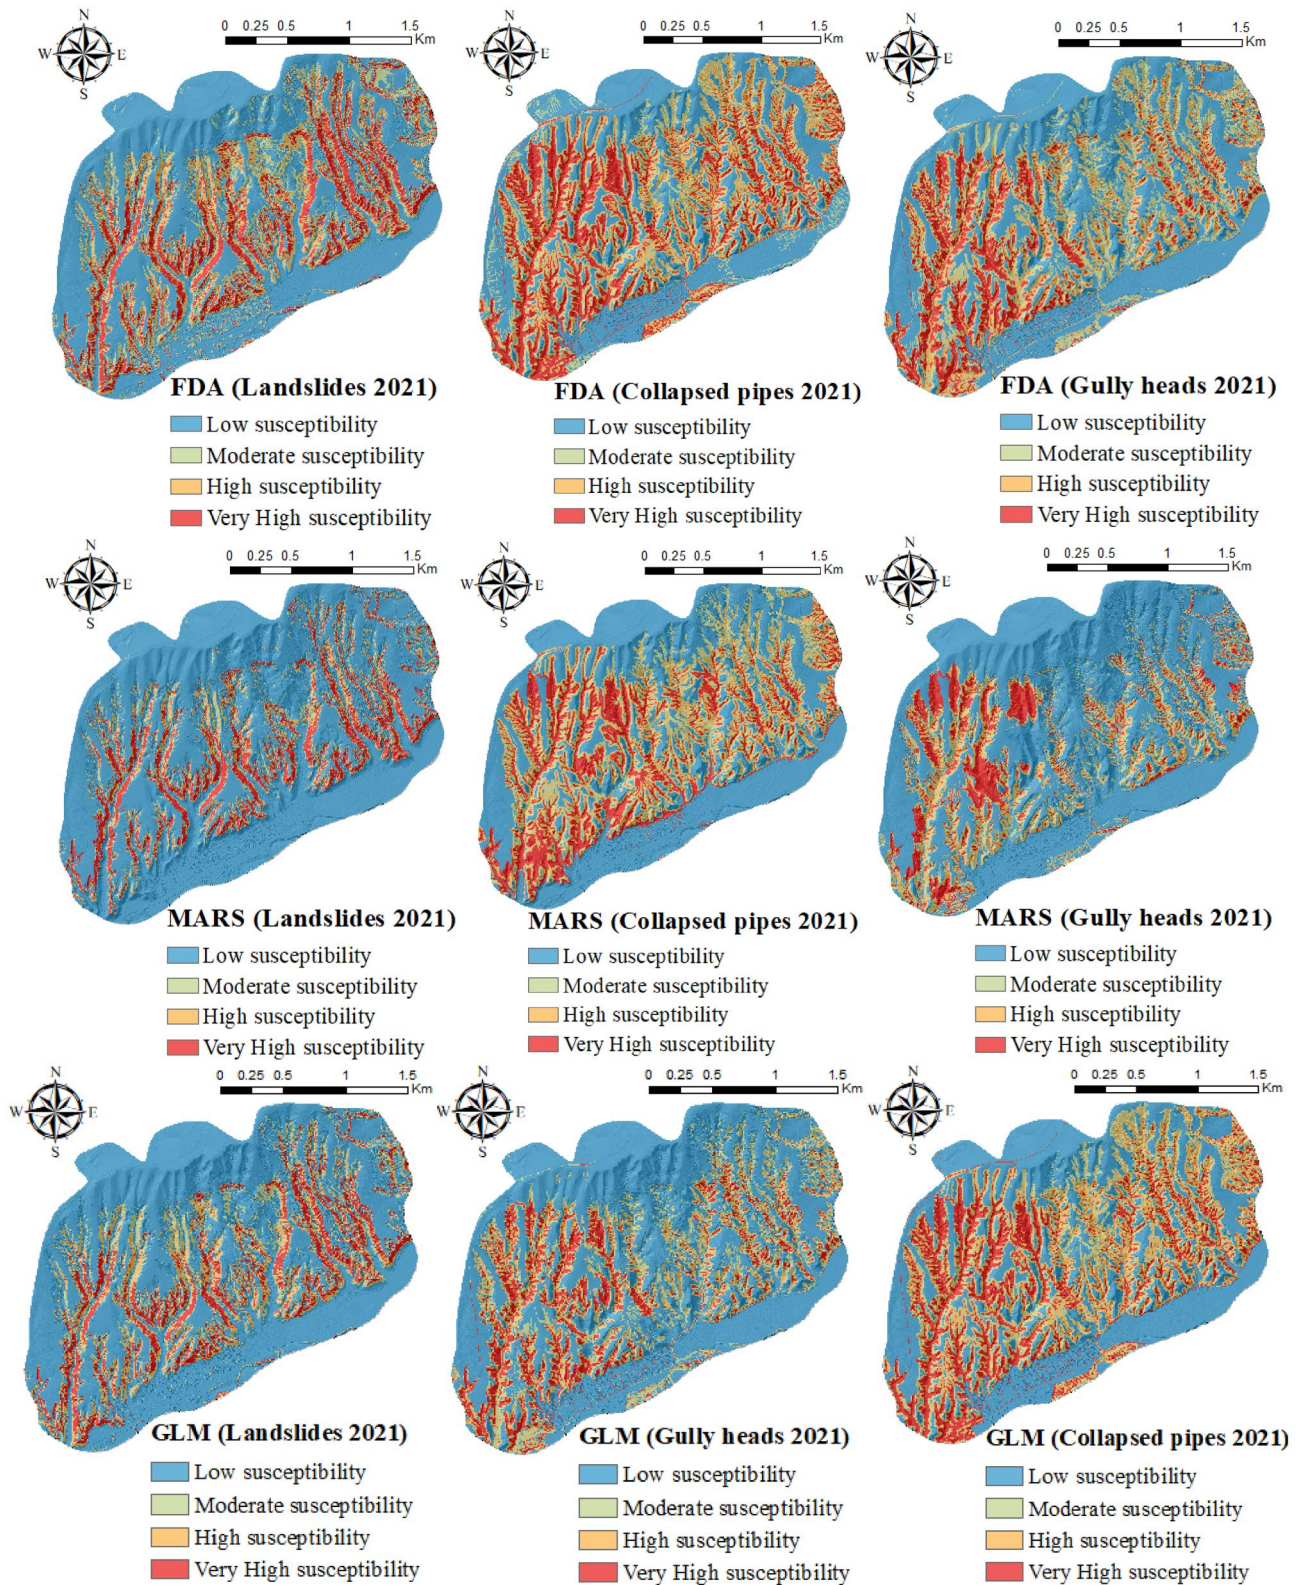 0 0.25 0.5 1 1.5
Km
N
W E
S
FDA (Landslides 2021)
Low susceptibility
Moderate susceptibility
High susceptibility
Very High susceptibility
0 0.25 0.5 1 1.5
Km
N
W E
S
FDA (Collapsed pipes 2021)
Low susceptibility
Moderate susceptibility
High susceptibility
Very High susceptibility
0 0.25 0.5 1 1.5
Km
N
W E
S
FDA (Gully heads 2021)
Low susceptibility
Moderate susceptibility
High susceptibility
Very High susceptibility
0 0.25 0.5 1 1.5
Km
N
W E
S
MARS (Landslides 2021)
Low susceptibility
Moderate susceptibility
High susceptibility
Very High susceptibility
0 0.25 0.5 1 1.5
Km
N
W E
S
MARS (Collapsed pipes 2021)
Low susceptibility
Moderate susceptibility
High susceptibility
Very High susceptibility
0 0.25 0.5 1 1.5
Km
N
W E
S
MARS (Gully heads 2021)
Low susceptibility
Moderate susceptibility
High susceptibility
Very High susceptibility
0 0.25 0.5 1 1.5
Km
N
W E
S
GLM (Landslides 2021)
Low susceptibility
Moderate susceptibility
High susceptibility
Very High susceptibility
0 0.25 0.5 1 1.5
Km
N
W E
S
GLM (Gully heads 2021)
Low susceptibility
Moderate susceptibility
High susceptibility
Very High susceptibility
0 0.25 0.5 1 1.5
Km
N
W E
S
GLM (Collapsed pipes 2021)
Low susceptibility
Moderate susceptibility
High susceptibility
Very High susceptibility